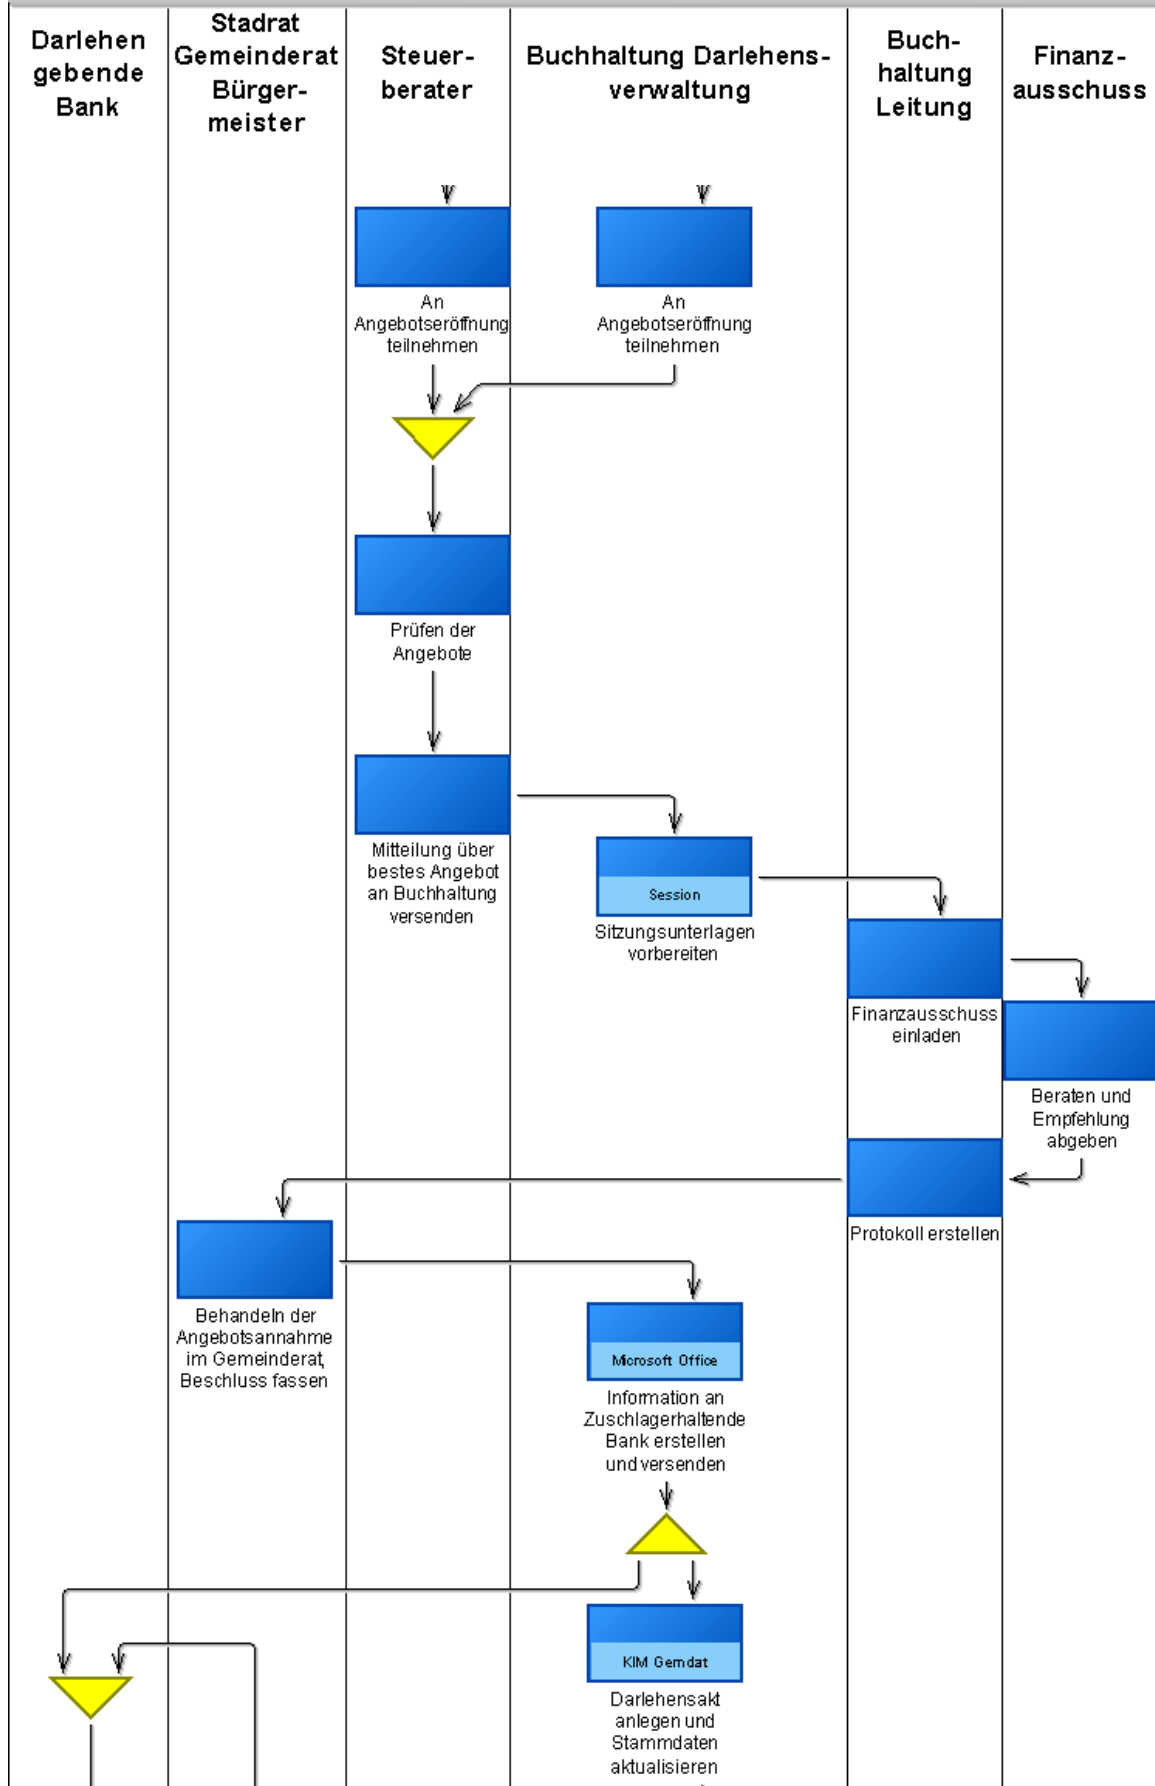 Darlehen
gebende
Bank
Stadrat
Gemeinderat
Bürger-
meister
Steuer-
berater
Buchhaltung Darlehens-
verwaltung
Buch-
haltung
Leitung
Finanz-
ausschuss
An
Angebotseröffnung
teilnehmen
An
Angebotseröffnung
teilnehmen
Prüfen der
Angebote
Mitteilung über
bestes Angebot
an Buchhaltung
versenden
Session
Sitzungsunterlagen
vorbereiten
Finanzausschuss
einladen
Beraten und
Empfehlung
abgeben
Protokoll erstellen
Behandeln der
Angebotsannahme
im Gemeinderat,
Beschluss fassen
Microsoft Office
Information an
Zuschlagerhaltende
Bank erstellen
und versenden
KIM Gemdat
Darlehensakt
anlegen und
Stammdaten
aktualisieren